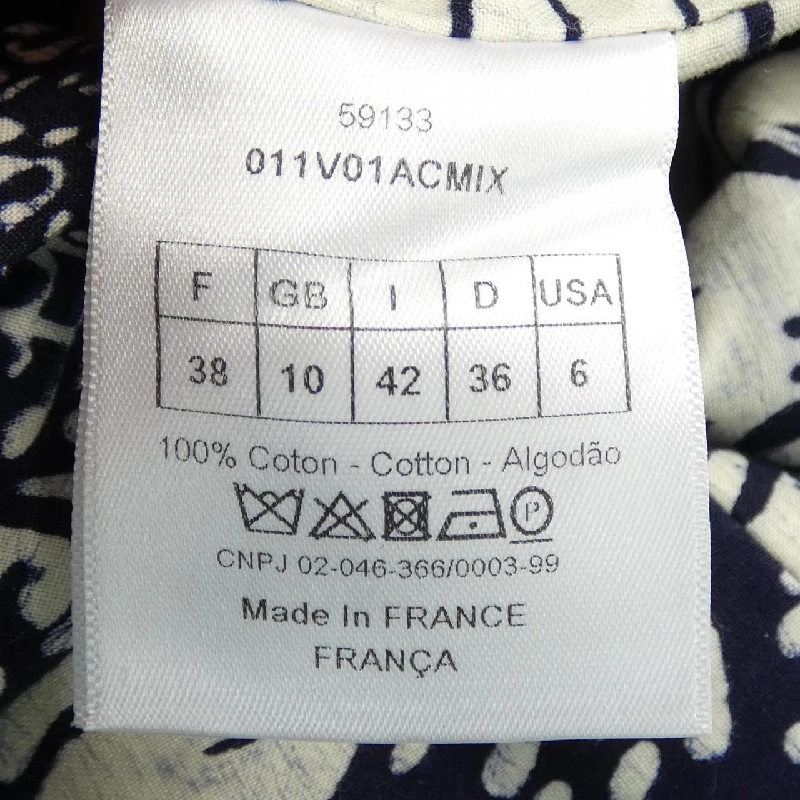 59133
011V01ACMIX
F GB I D USA
38 10 42 36 6
100% Coton - Cotton - Algodão
P
CNPJ 02-046-366/0003-99
Made In FRANCE
FRANÇA